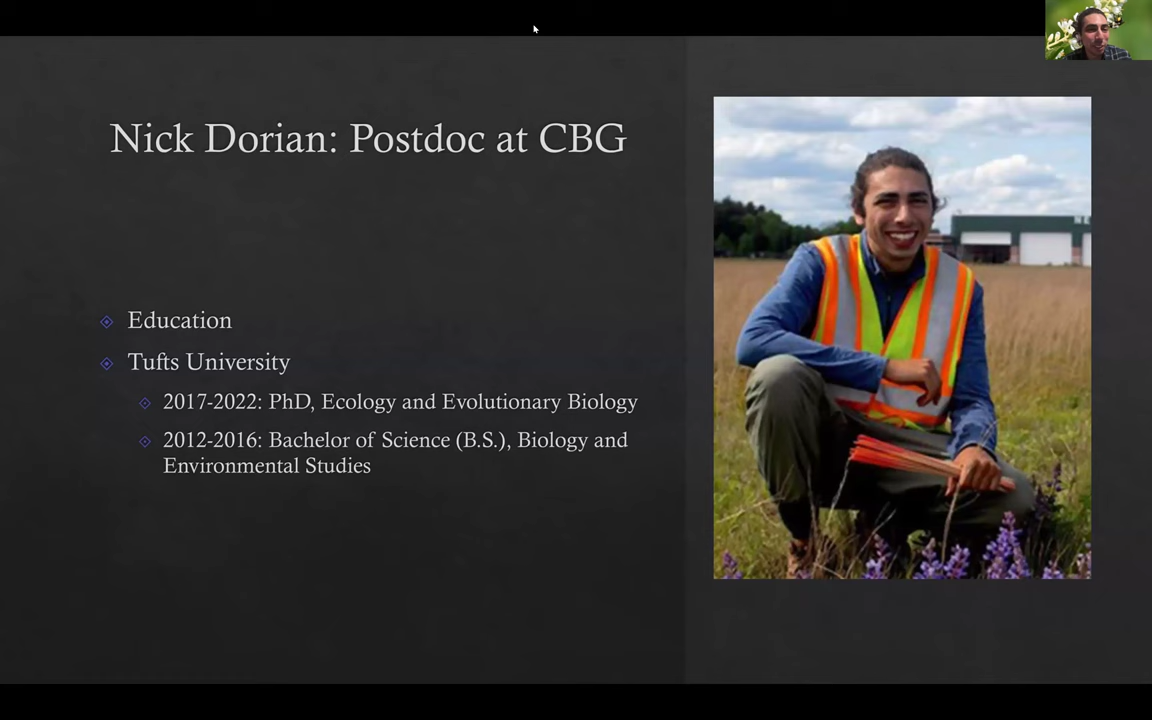 Nick Dorian: Postdoc at CBG
Education
Tufts University
2017-2022: PhD, Ecology and Evolutionary Biology
2012-2016: Bachelor of Science (B.S.), Biology and
Environmental Studies